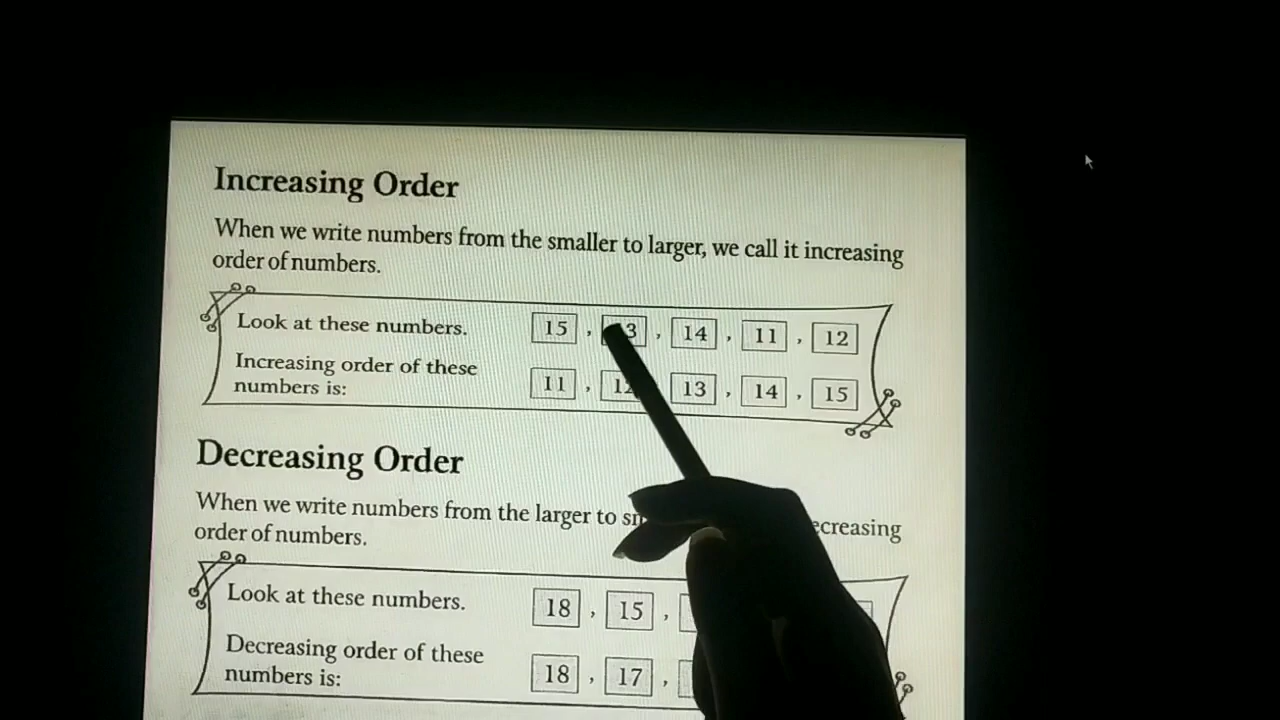 Increasing Order
When we write numbers from the smaller to larger, we call it increasing
order of numbers.
Look at these numbers. 15 , 3 , 14 , 11 , 12
Increasing order of these
numbers is: 11 , 12 , 13 , 14 , 15
Decreasing Order
When we write numbers from the larger to
order of numbers.
Look at these numbers. 18 , 15 ,
Decreasing order of these
numbers is: 18 , 17 ,